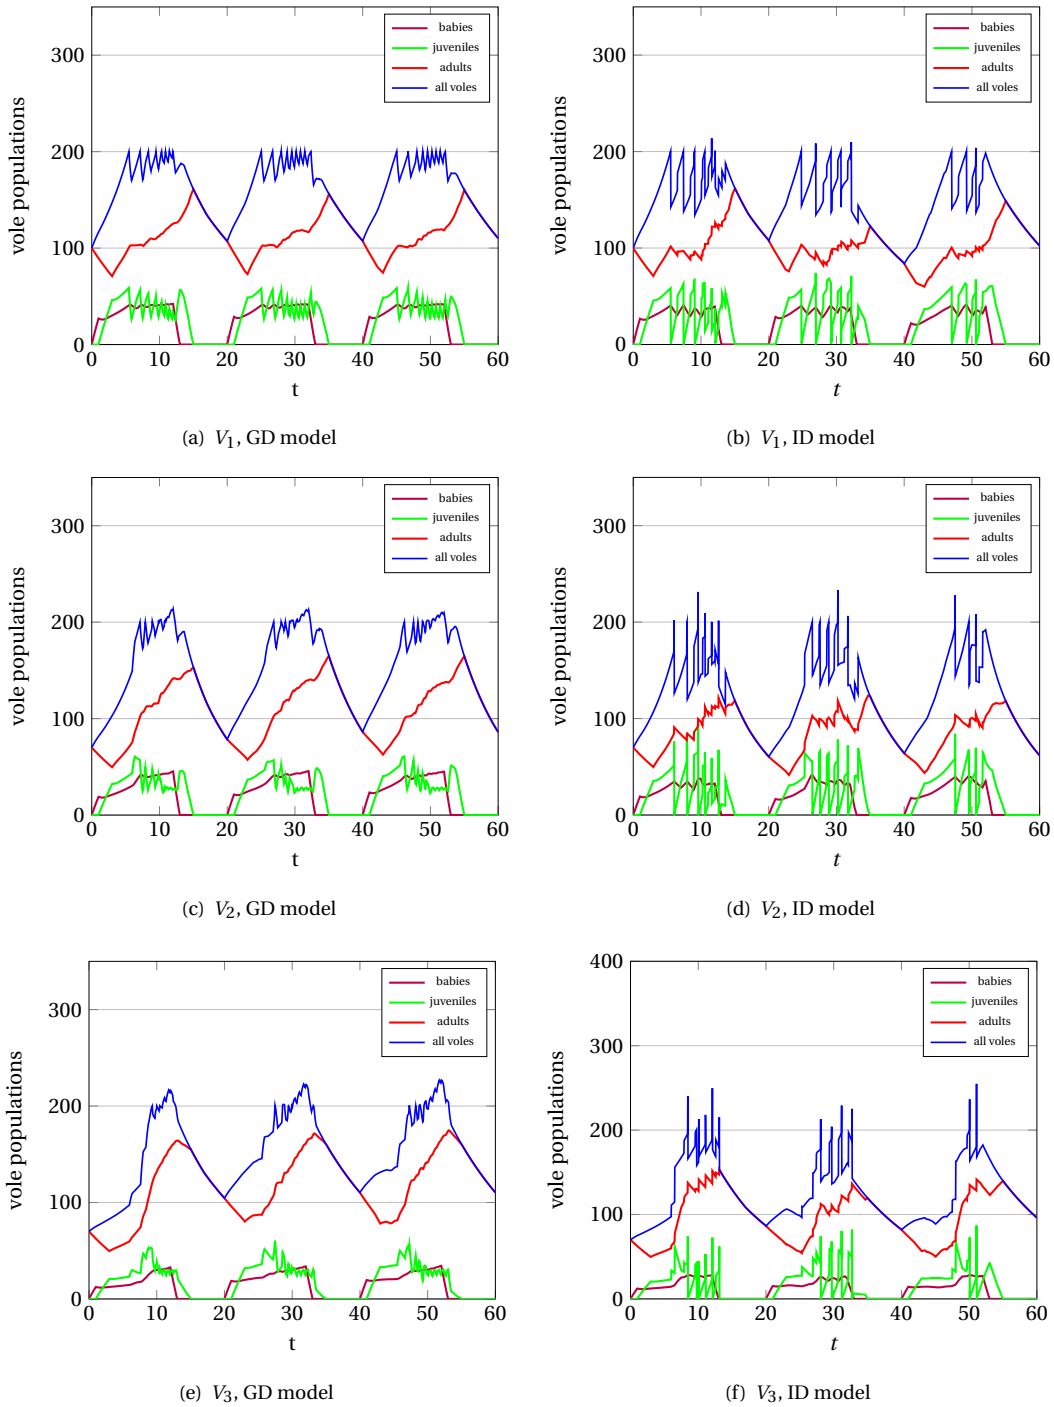 vole populations
300
200
100
0
0 10 20 30 40 50 60
t
babies
juveniles
adults
all voles
(a) V1, GD model
vole populations
300
200
100
0
0 10 20 30 40 50 60
t
babies
juveniles
adults
all voles
(b) V1, ID model
vole populations
300
200
100
0
0 10 20 30 40 50 60
t
babies
juveniles
adults
all voles
(c) V2, GD model
vole populations
300
200
100
0
0 10 20 30 40 50 60
t
babies
juveniles
adults
all voles
(d) V2, ID model
vole populations
300
200
100
0
0 10 20 30 40 50 60
t
babies
juveniles
adults
all voles
(e) V3, GD model
vole populations
400
300
200
100
0
0 10 20 30 40 50 60
t
babies
juveniles
adults
all voles
(f) V3, ID model